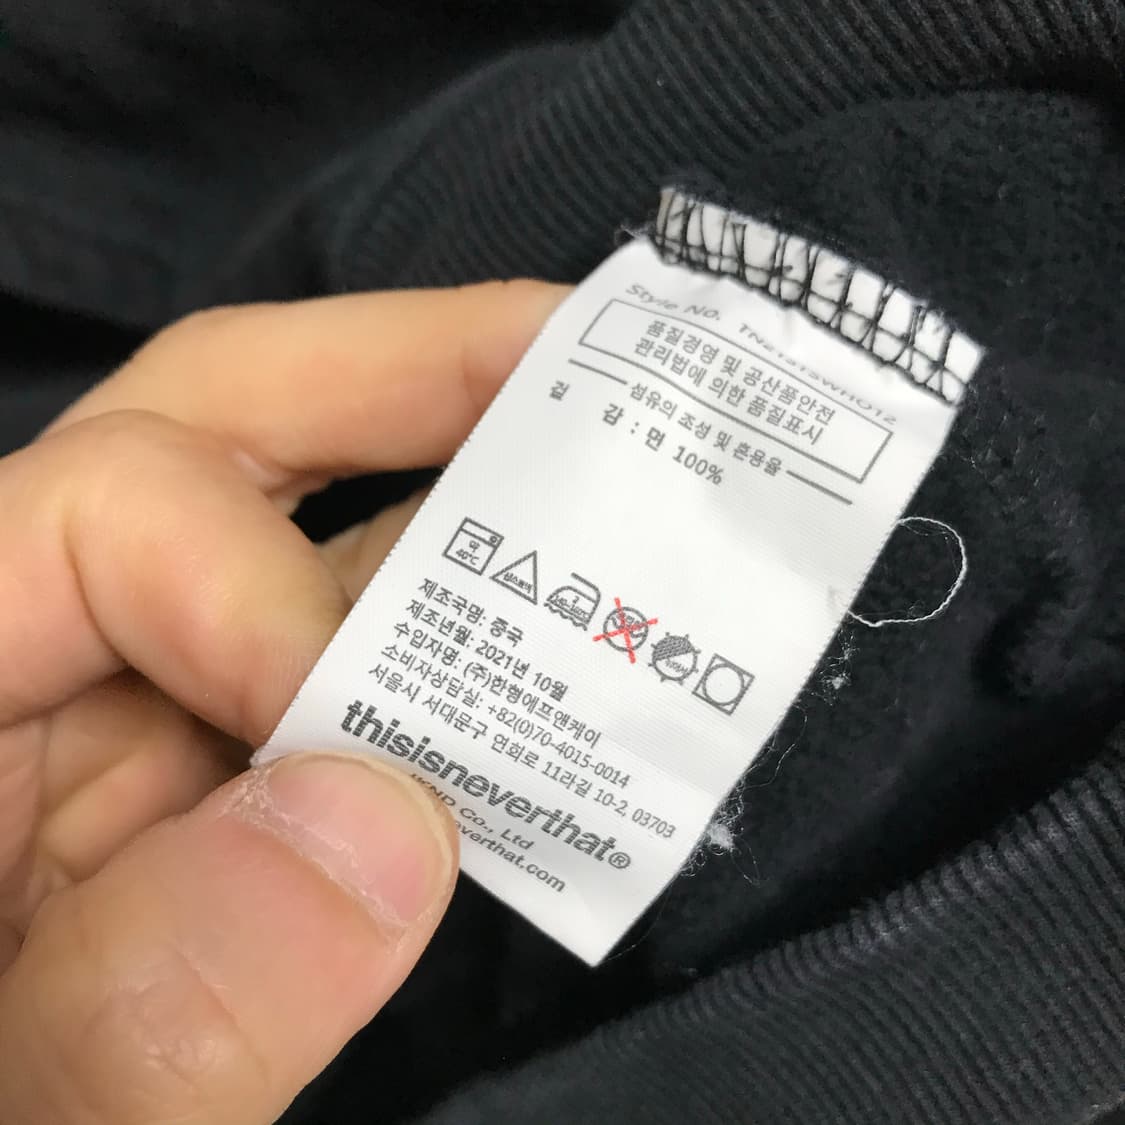 Style No. TN212TSWHO12
품질경영 및 공산품안전
관리법에 의한 품질표시
섬유의 조성 및 혼용율
겉 감 : 면 100%
약
40℃
제조국명: 중국
제조년월: 2021년 10월
수입자명: (주)한형에프앤케이
소비자상담실: +82(0)70-4015-0014
서울시 서대문구 연희로 11라길 10-2, 03703
thisisneverthat®
Co., Ltd